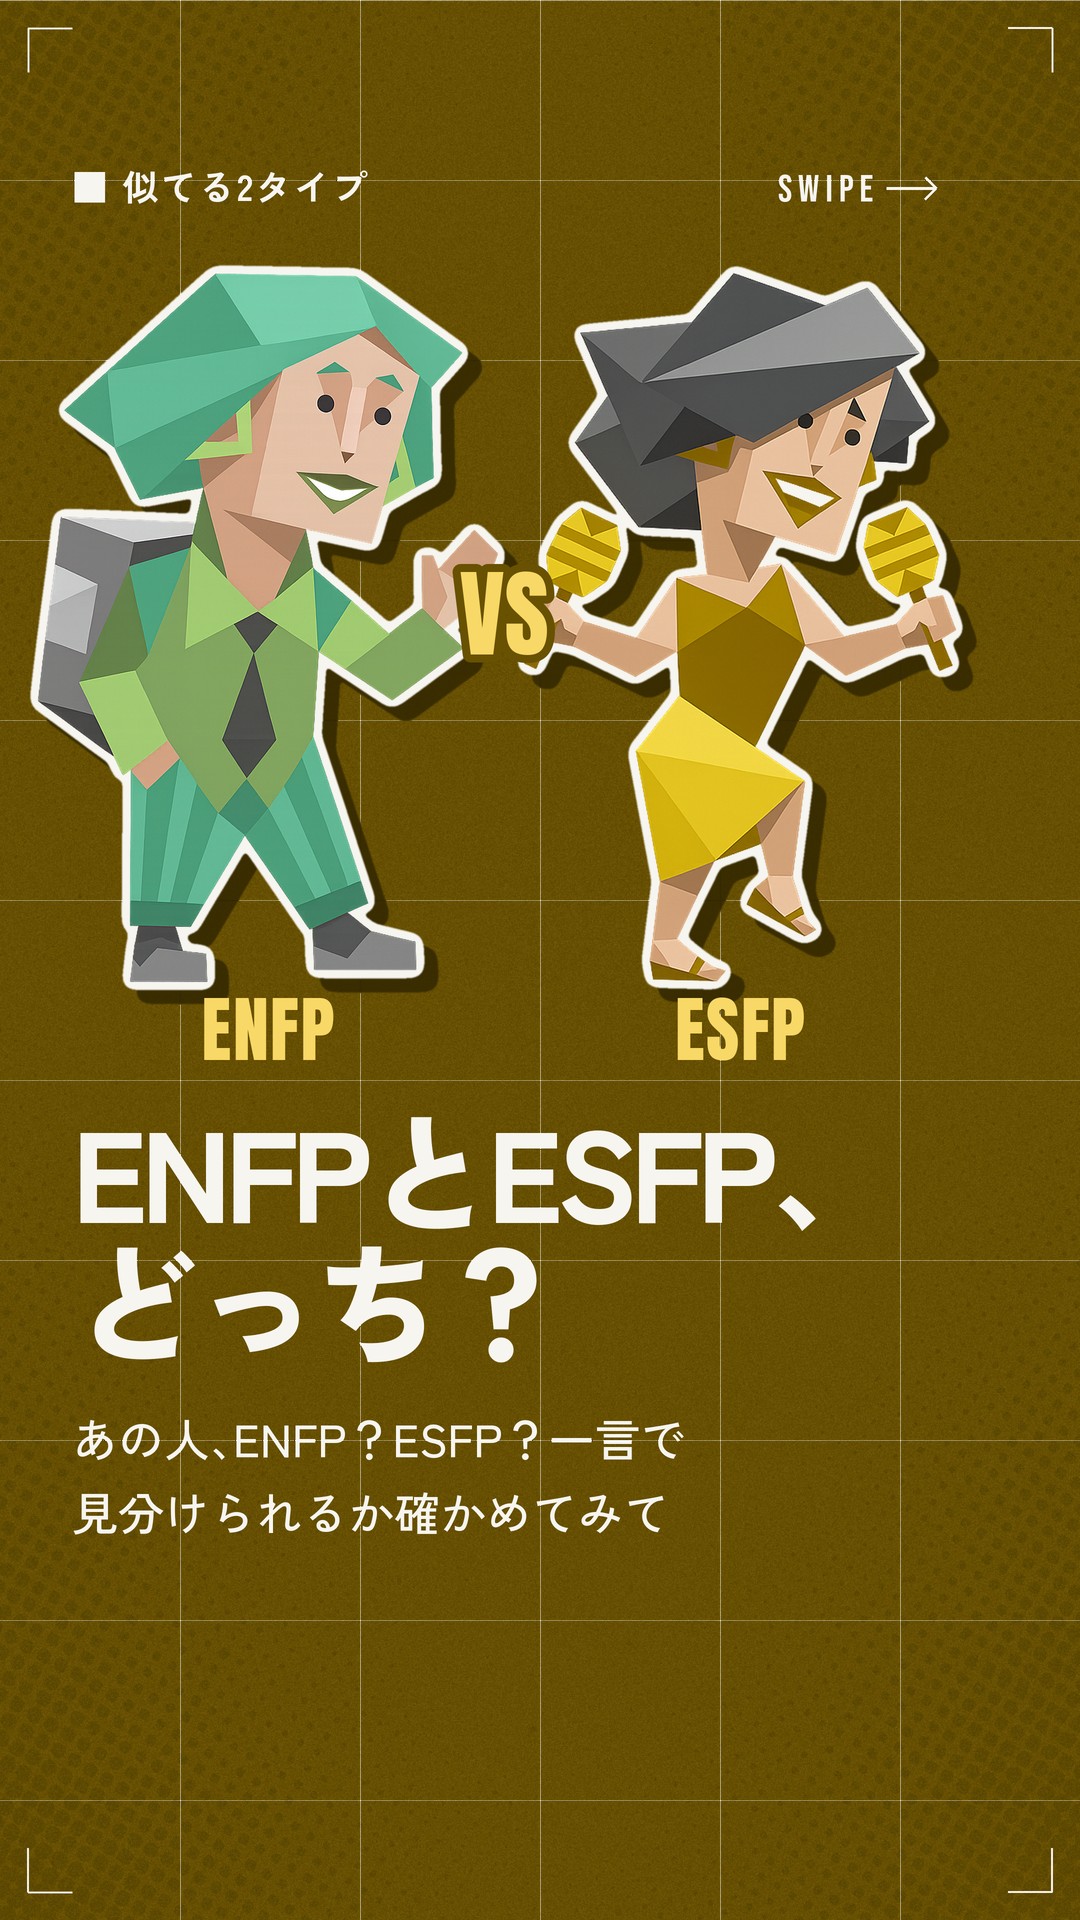 似てる2タイプ
SWIPE
VS
ENFP
ESFP
ENFPとESFP、
どっち？
あの人、ENFP？ESFP？一言で
見分けられるか確かめてみて